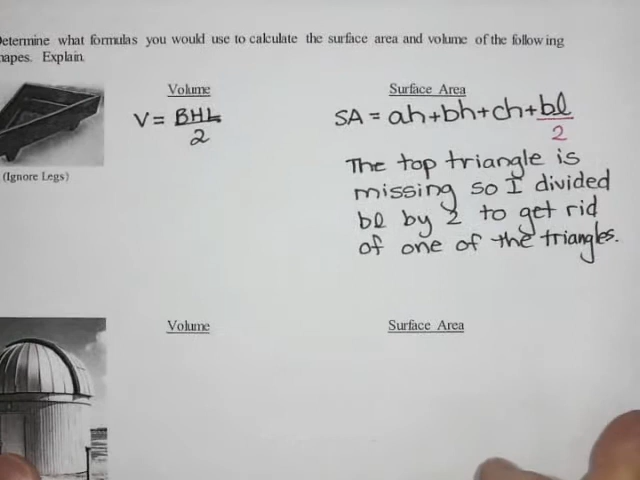 Determine what formulas you would use to calculate the surface area and volume of the following
shapes. Explain.
Volume
Surface Area
V = BHL
2
SA = ah+bh+ch+bl
2
The top triangle is
missing so I divided
bl by 2 to get rid
of one of the triangles.
(Ignore Legs)
Volume
Surface Area